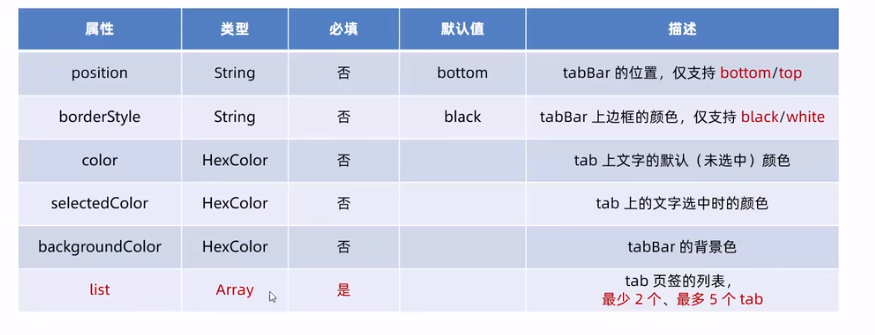 属性 类型 必填 默认值 描述
position String 否 bottom tabBar 的位置，仅支持 bottom/top
borderStyle String 否 black tabBar 上边框的颜色，仅支持 black/white
color HexColor 否 tab 上文字的默认（未选中）颜色
selectedColor HexColor 否 tab 上的文字选中时的颜色
backgroundColor HexColor 否 tabBar 的背景色
list Array 是 tab 页签的列表，
最少 2 个、最多 5 个 tab